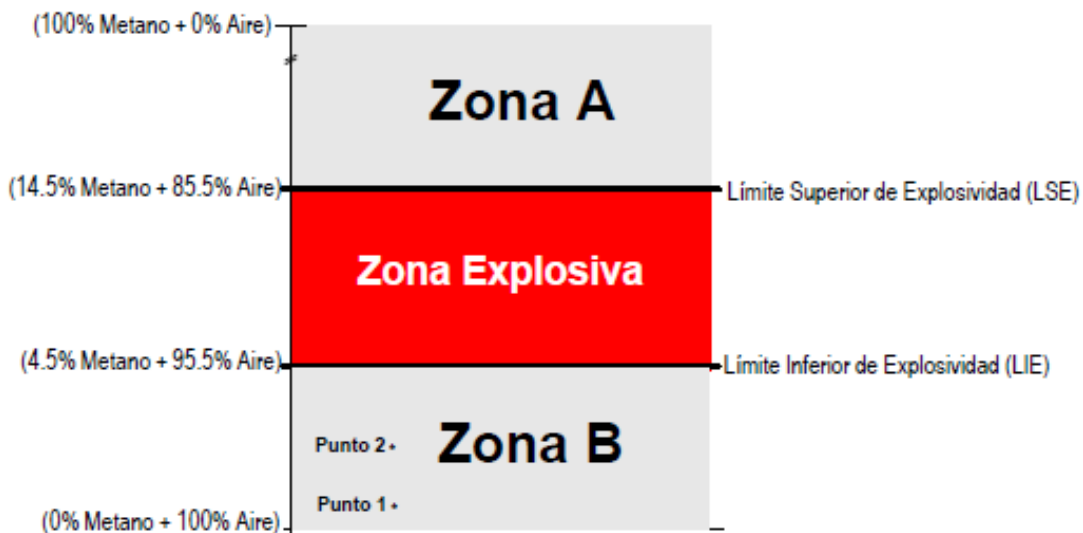 (100% Metano + 0% Aire)
Zona A
(14.5% Metano + 85.5% Aire)
Límite Superior de Explosividad (LSE)
Zona Explosiva
(4.5% Metano + 95.5% Aire)
Límite Inferior de Explosividad (LIE)
Punto 2
Zona B
Punto 1
(0% Metano + 100% Aire)